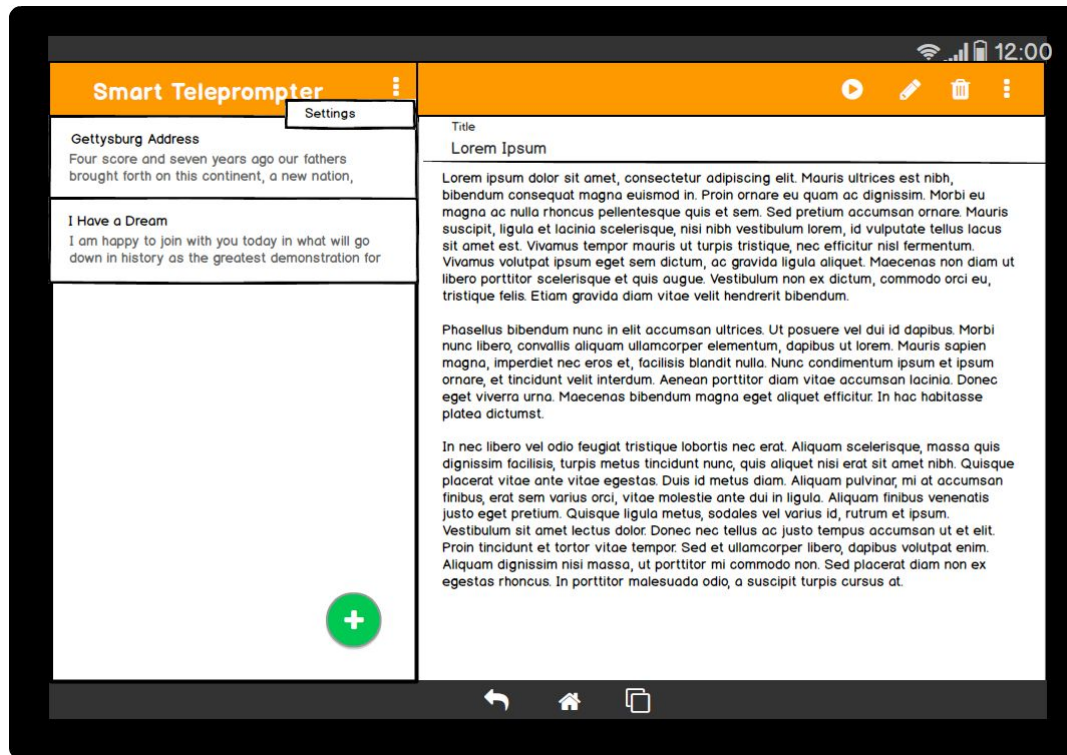 12:00
Smart Teleprompter
Settings
Gettysburg Address
Four score and seven years ago our fathers
brought forth on this continent, a new nation,
I Have a Dream
I am happy to join with you today in what will go
down in history as the greatest demonstration for
Title
Lorem Ipsum
Lorem ipsum dolor sit amet, consectetur adipiscing elit. Mauris ultrices est nibh,
bibendum consequat magna euismod in. Proin ornare eu quam ac dignissim. Morbi eu
magna ac nulla rhoncus pellentesque quis et sem. Sed pretium accumsan ornare. Mauris
suscipit, ligula et lacinia scelerisque, nisi nibh vestibulum lorem, id vulputate tellus lacus
sit amet est. Vivamus tempor mauris ut turpis tristique, nec efficitur nisl fermentum.
Vivamus volutpat ipsum eget sem dictum, ac gravida ligula aliquet. Maecenas non diam ut
libero porttitor scelerisque et quis augue. Vestibulum non ex dictum, commodo orci eu,
tristique felis. Etiam gravida diam vitae velit hendrerit bibendum.
Phasellus bibendum nunc in elit accumsan ultrices. Ut posuere vel dui id dapibus. Morbi
nunc libero, convallis aliquam ullamcorper elementum, dapibus ut lorem. Mauris sapien
magna, imperdiet nec eros et, facilisis blandit nulla. Nunc condimentum ipsum et ipsum
ornare, et tincidunt velit interdum. Aenean porttitor diam vitae accumsan lacinia. Donec
eget viverra urna. Maecenas bibendum magna eget aliquet efficitur. In hac habitasse
platea dictumst.
In nec libero vel odio feugiat tristique lobortis nec erat. Aliquam scelerisque, massa quis
dignissim facilisis, turpis metus tincidunt nunc, quis aliquet nisi erat sit amet nibh. Quisque
placerat vitae ante vitae egestas. Duis id metus diam. Aliquam pulvinar, mi at accumsan
finibus, erat sem varius orci, vitae molestie ante dui in ligula. Aliquam finibus venenatis
justo eget pretium. Quisque ligula metus, sodales vel varius id, rutrum et ipsum.
Vestibulum sit amet lectus dolor. Donec nec tellus ac justo tempus accumsan ut et elit.
Proin tincidunt et tortor vitae tempor. Sed et ullamcorper libero, dapibus volutpat enim.
Aliquam dignissim nisi massa, ut porttitor mi commodo non. Sed placerat diam non ex
egestas rhoncus. In porttitor malesuada odio, a suscipit turpis cursus at.